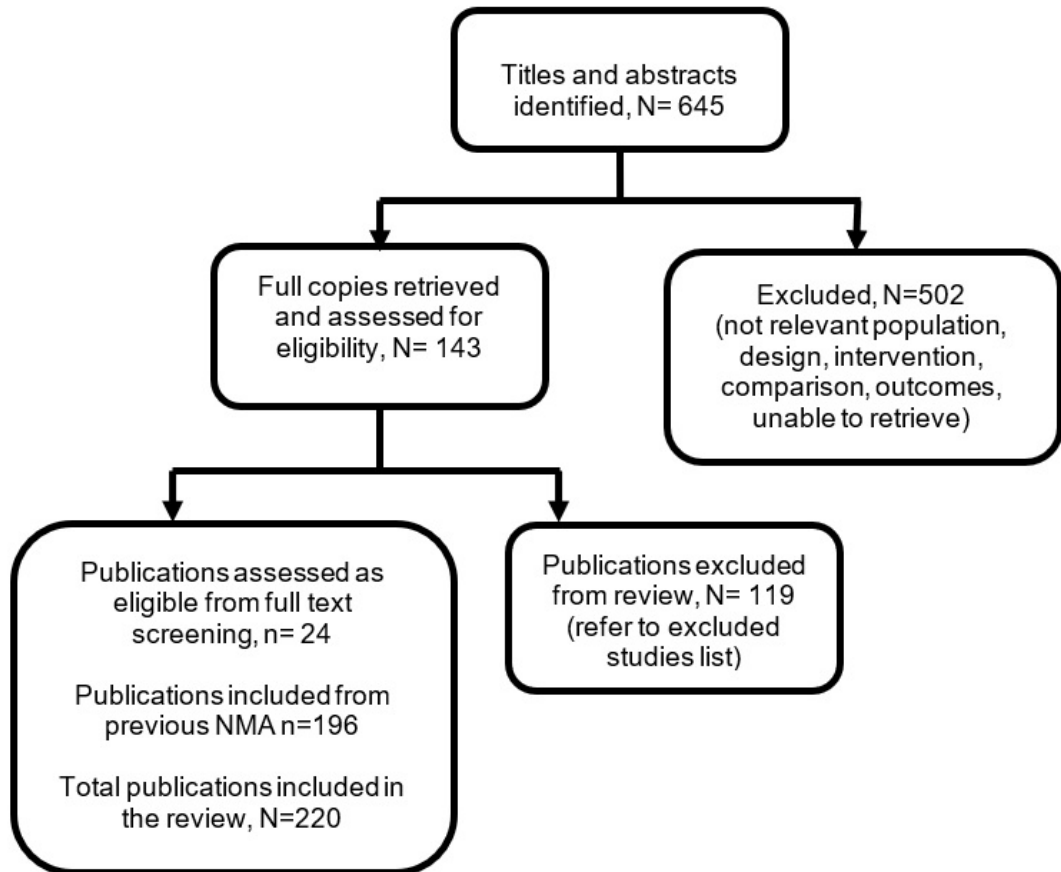 Titles and abstracts
identified, N= 645
Full copies retrieved
and assessed for
eligibility, N= 143
Excluded, N=502
(not relevant population,
design, intervention,
comparison, outcomes,
unable to retrieve)
Publications assessed as
eligible from full text
screening, n= 24
Publications included from
previous NMA n=196
Total publications included in
the review, N=220
Publications excluded
from review, N= 119
(refer to excluded
studies list)